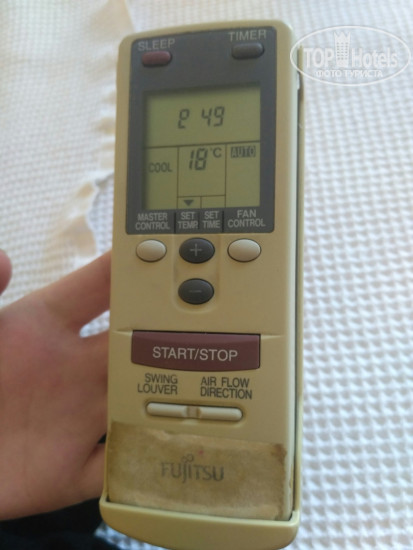 TOP Hotels
ФОТО ТУРИСТА
SLEEP TIMER
2 49
COOL 18°C AUTO
MASTER CONTROL SET TEMP SET TIME FAN CONTROL
+
−
START/STOP
SWING LOUVER AIR FLOW DIRECTION
FUJITSU